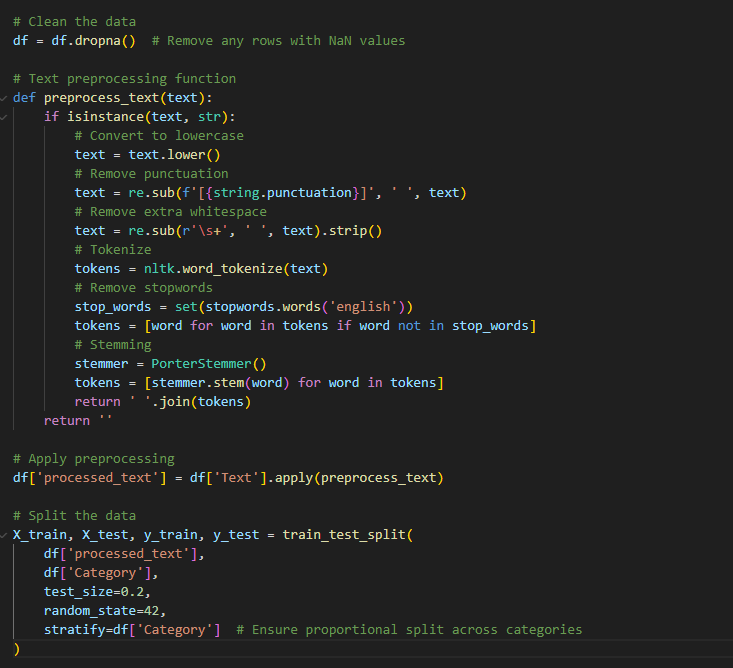 # Clean the data
df = df.dropna()  # Remove any rows with NaN values
# Text preprocessing function
def preprocess_text(text):
    if isinstance(text, str):
        # Convert to lowercase
        text = text.lower()
        # Remove punctuation
        text = re.sub(f'[{string.punctuation}]', ' ', text)
        # Remove extra whitespace
        text = re.sub(r'\s+', ' ', text).strip()
        # Tokenize
        tokens = nltk.word_tokenize(text)
        # Remove stopwords
        stop_words = set(stopwords.words('english'))
        tokens = [word for word in tokens if word not in stop_words]
        # Stemming
        stemmer = PorterStemmer()
        tokens = [stemmer.stem(word) for word in tokens]
        return ' '.join(tokens)
    return ''
# Apply preprocessing
df['processed_text'] = df['Text'].apply(preprocess_text)
# Split the data
X_train, X_test, y_train, y_test = train_test_split(
    df['processed_text'],
    df['Category'],
    test_size=0.2,
    random_state=42,
    stratify=df['Category']  # Ensure proportional split across categories
)